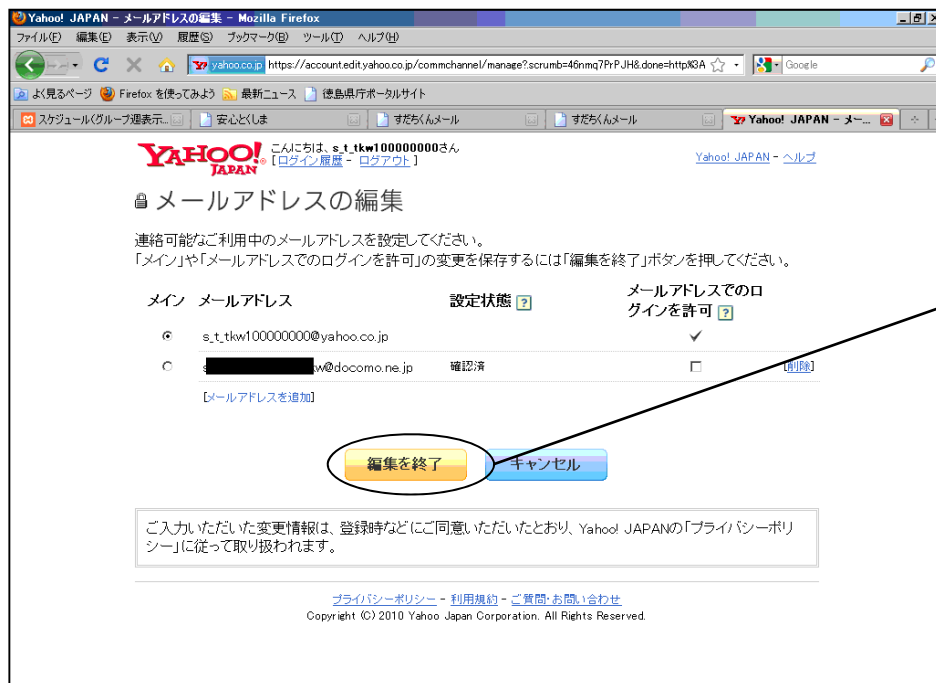 Yahoo! JAPAN - メールアドレスの編集 - Mozilla Firefox
ファイル(F) 編集(E) 表示(V) 履歴(S) ブックマーク(B) ツール(T) ヘルプ(H)
yahoo.co.jp https://account.edit.yahoo.co.jp/commchannel/manage?.scrumb=46nmq7PrPJH&.done=http%3A Google
よく見るページ Firefox を使ってみよう 最新ニュース 徳島県庁ポータルサイト
スケジュール(グループ週表示... 安心とくしま すだちくんメール すだちくんメール Yahoo! JAPAN - メー...
YAHOO! JAPAN
こんにちは、s_t_tkw100000000さん
[ログイン履歴 - ログアウト]
Yahoo! JAPAN - ヘルプ
メールアドレスの編集
連絡可能なご利用中のメールアドレスを設定してください。
「メイン」や「メールアドレスでのログインを許可」の変更を保存するには「編集を終了」ボタンを押してください。
メイン メールアドレス 設定状態 ? メールアドレスでのロ
グインを許可 ?
s_t_tkw100000000@yahoo.co.jp
w@docomo.ne.jp 確認済 [削除]
[メールアドレスを追加]
編集を終了 キャンセル
ご入力いただいた変更情報は、登録時などにご同意いただいたとおり、Yahoo! JAPANの「プライバシーポリ
シー」に従って取り扱われます。
プライバシーポリシー - 利用規約 - ご質問・お問い合わせ
Copyright (C) 2010 Yahoo Japan Corporation. All Rights Reserved.